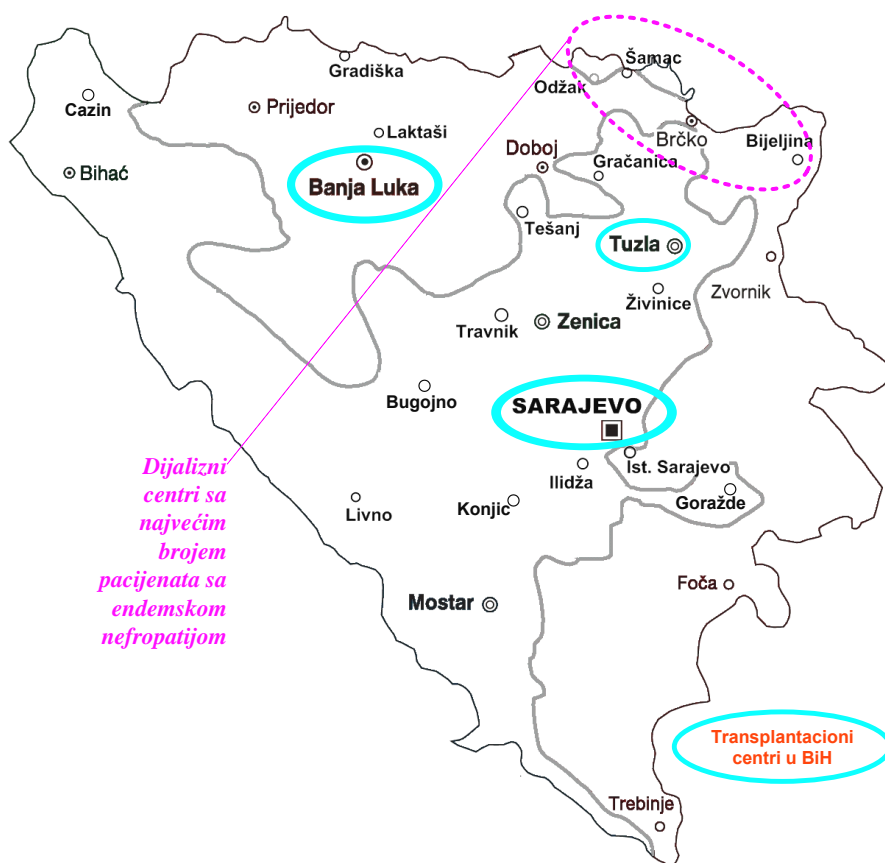 Šamac
Gradiška
Odžak
Cazin
Prijedor
Laktaši
Brčko
Doboj
Bijeljina
Gračanica
Bihać
Banja Luka
Tešanj
Tuzla
Živinice
Zvornik
Travnik
Zenica
Bugojno
SARAJEVO
Ist. Sarajevo
Ilidža
Dijalizni
centri sa
najvećim
brojem
pacijenata sa
endemskom
nefropatijom
Livno
Konjic
Goražde
Foča
Mostar
Transplantacioni
centri u BiH
Trebinje